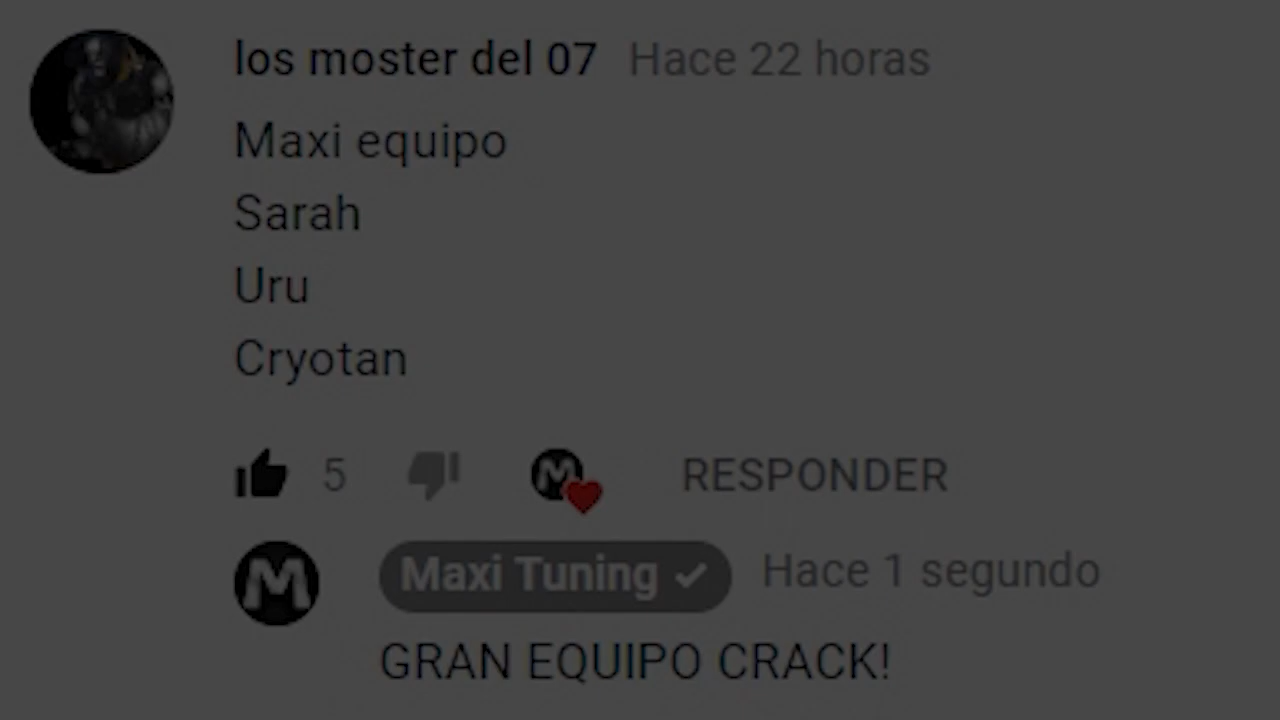 los moster del 07 Hace 22 horas
Maxi equipo
Sarah
Uru
Cryotan
5 M RESPONDER
M Maxi Tuning Hace 1 segundo
GRAN EQUIPO CRACK!